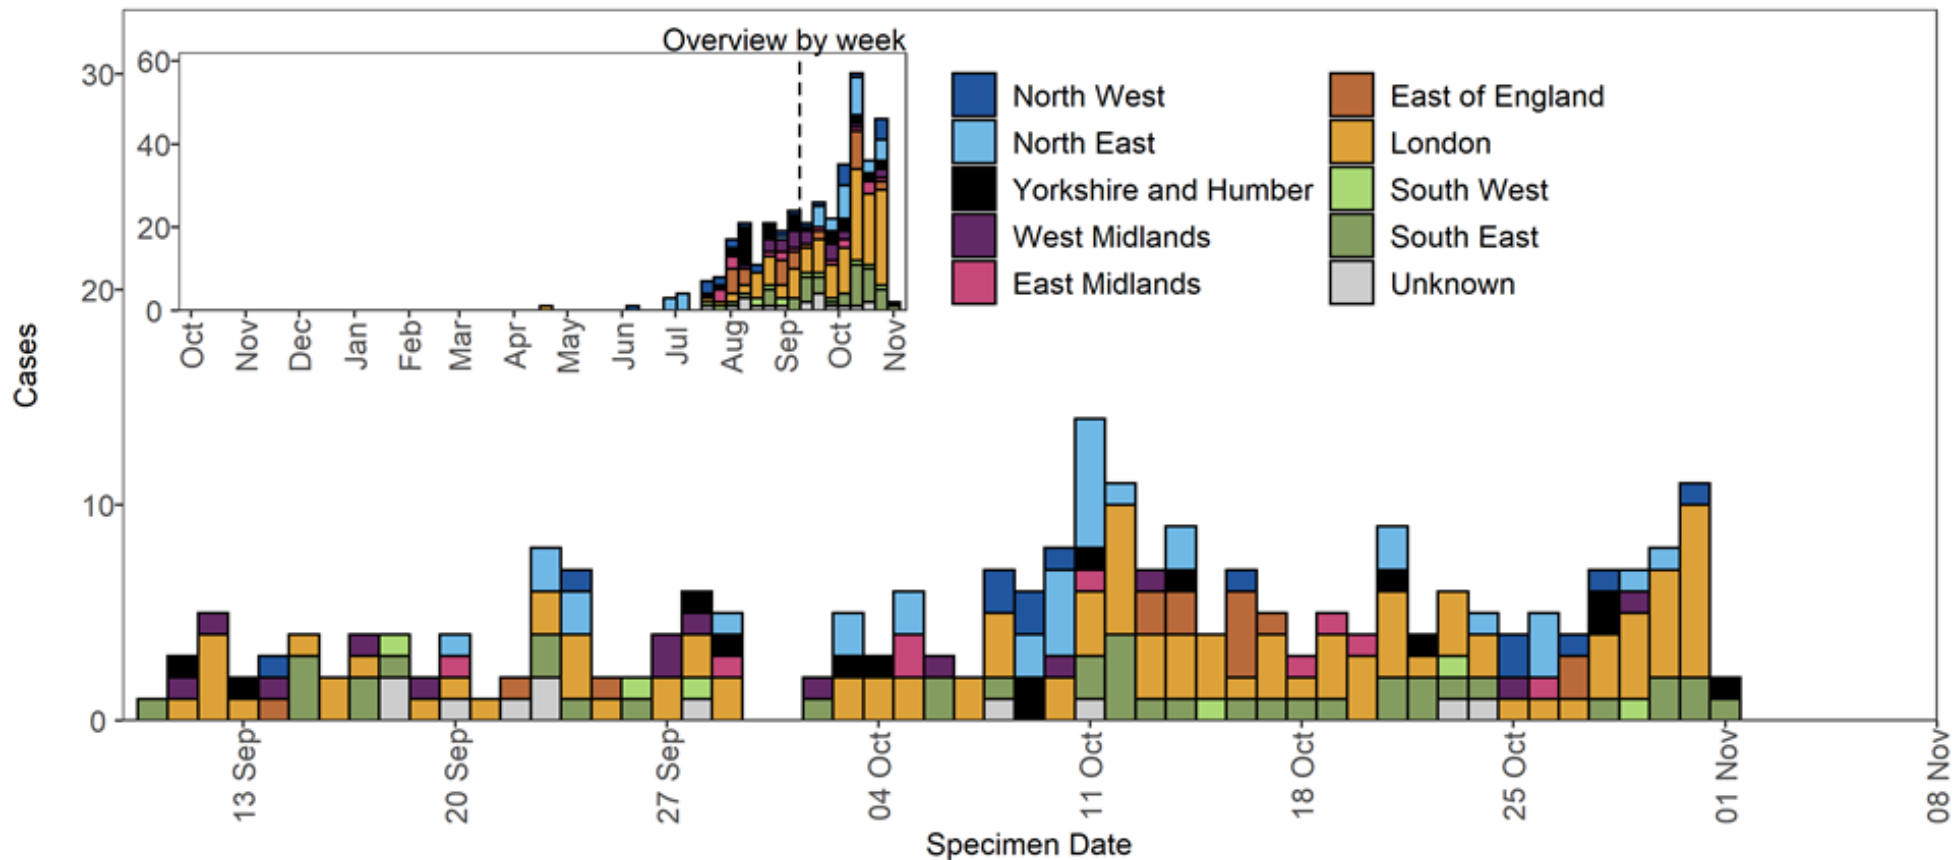 Overview by week
60
40
20
0
Oct
Nov
Dec
Jan
Feb
Mar
Apr
May
Jun
Jul
Aug
Sep
Oct
Nov
North West
North East
Yorkshire and Humber
West Midlands
East Midlands
East of England
London
South West
South East
Unknown
30
20
10
0
Cases
13 Sep
20 Sep
27 Sep
04 Oct
11 Oct
18 Oct
25 Oct
01 Nov
08 Nov
Specimen Date